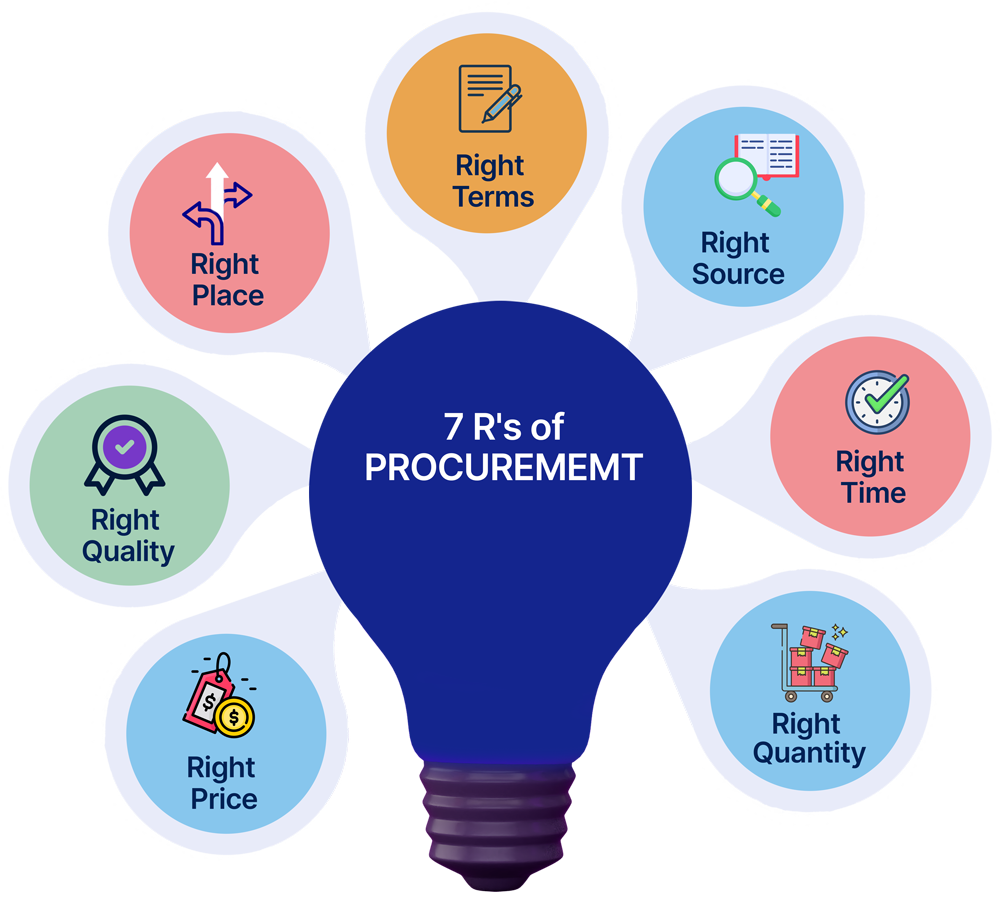 Right
Terms
Right
Source
Right
Place
7 R's of
PROCUREMEMT
Right
Time
Right
Quality
Right
Quantity
$
$
Right
Price